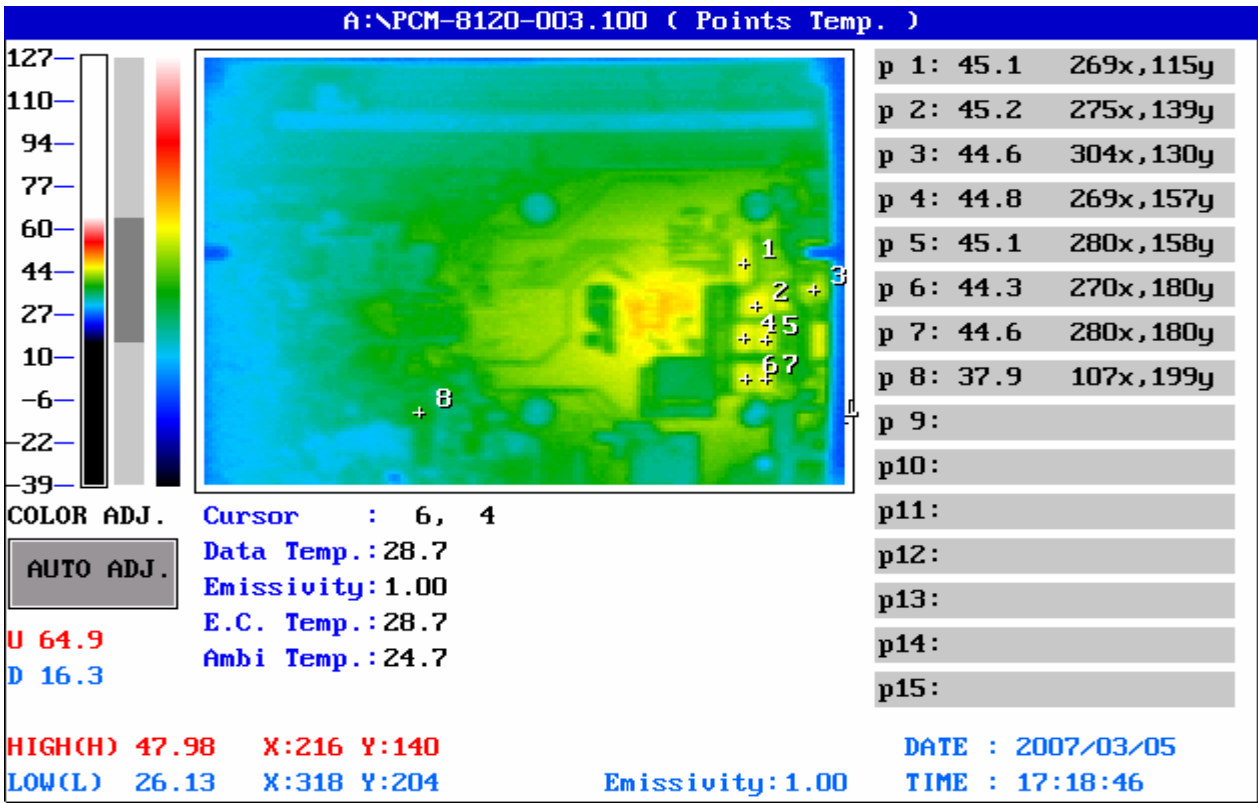 A:\PCM-8120-003.100 ( Points Temp. )
127
110
94
77
60
44
27
10
-6
-22
-39
COLOR ADJ.
AUTO ADJ.
U 64.9
D 16.3
1
2
3
4 5
6 7
8
L
Cursor : 6, 4
Data Temp.:28.7
Emissivity:1.00
E.C. Temp.:28.7
Ambi Temp.:24.7
p 1: 45.1 269x,115y
p 2: 45.2 275x,139y
p 3: 44.6 304x,130y
p 4: 44.8 269x,157y
p 5: 45.1 280x,158y
p 6: 44.3 270x,180y
p 7: 44.6 280x,180y
p 8: 37.9 107x,199y
p 9:
p10:
p11:
p12:
p13:
p14:
p15:
HIGH(H) 47.98 X:216 Y:140
LOW(L) 26.13 X:318 Y:204
Emissivity:1.00
DATE : 2007/03/05
TIME : 17:18:46